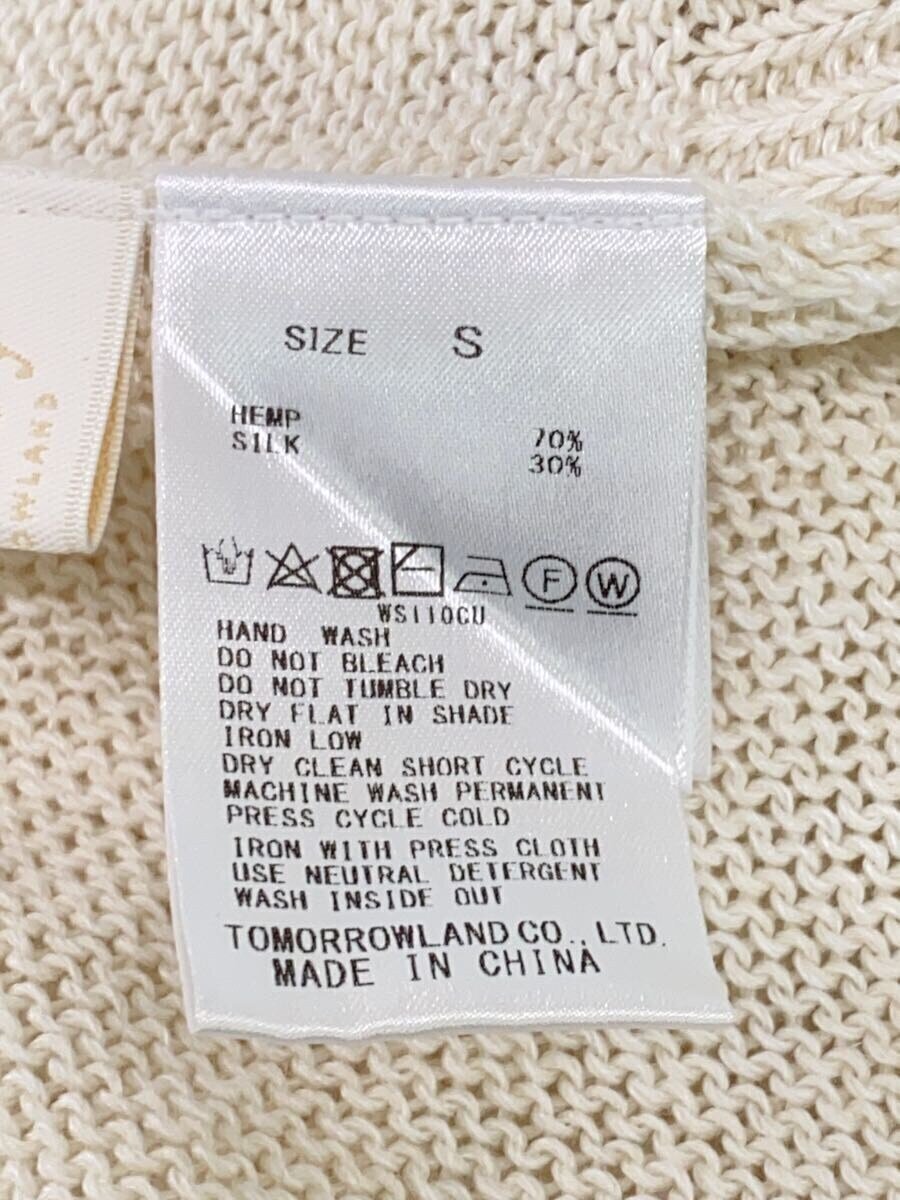 SIZE S
HEMP 70%
SILK 30%
F W
WS110CU
HAND WASH
DO NOT BLEACH
DO NOT TUMBLE DRY
DRY FLAT IN SHADE
IRON LOW
DRY CLEAN SHORT CYCLE
MACHINE WASH PERMANENT
PRESS CYCLE COLD
IRON WITH PRESS CLOTH
USE NEUTRAL DETERGENT
WASH INSIDE OUT
TOMORROWLAND CO., LTD.
MADE IN CHINA